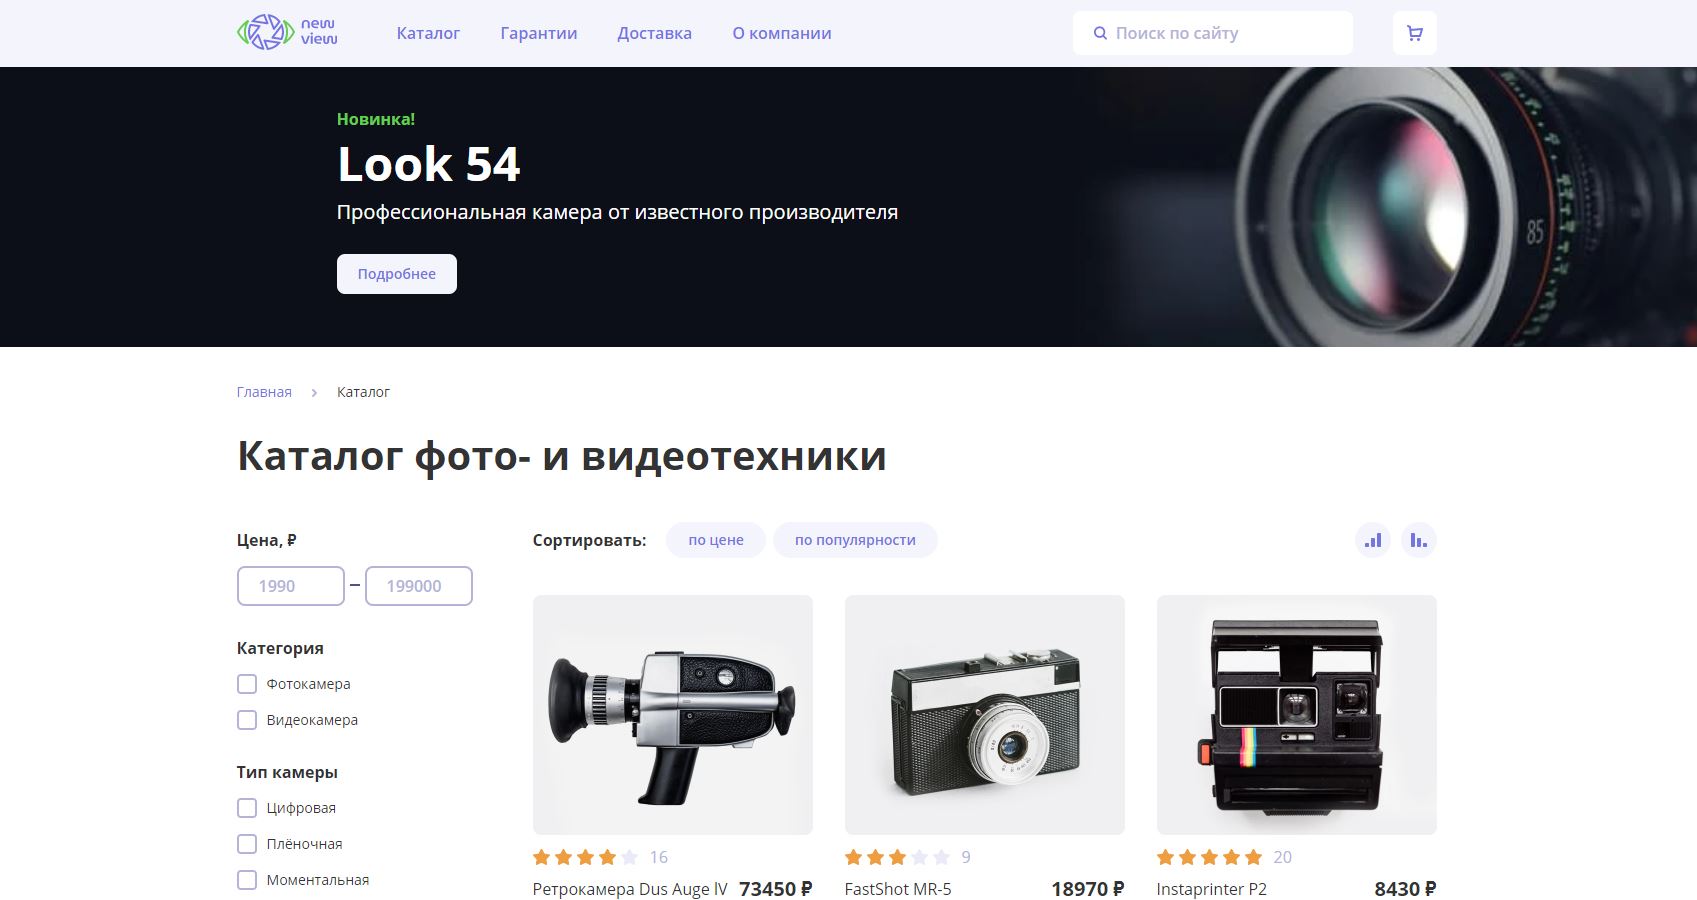 new
view
Каталог
Гарантии
Доставка
О компании
Поиск по сайту
Новинка!
Look 54
Профессиональная камера от известного производителя
Подробнее
85
Главная
Каталог
Каталог фото- и видеотехники
Цена, ₽
1990 – 199000
Категория
Фотокамера
Видеокамера
Тип камеры
Цифровая
Плёночная
Моментальная
Сортировать:
по цене
по популярности
16
Ретрокамера Dus Auge lV
73450 ₽
9
FastShot MR-5
18970 ₽
20
Instaprinter P2
8430 ₽